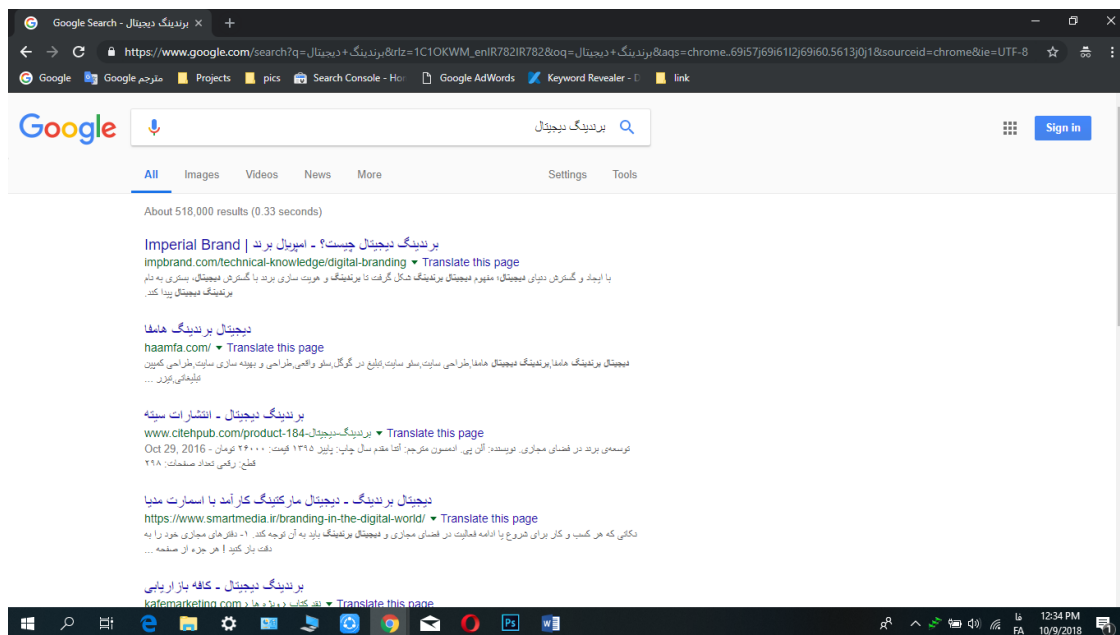 برندینگ دیجیتال - Google Search
https://www.google.com/search?q=برندینگ+دیجیتال&rlz=1C1OKWM_enIR782IR782&oq=برندینگ+دیجیتال&aqs=chrome..69i57j69i61l2j69i60.5613j0j1&sourceid=chrome&ie=UTF-8
Google مترجم Google Projects pics Search Console - Hor Google AdWords Keyword Revealer - D link
Google برندینگ دیجیتال Sign in
All Images Videos News More Settings Tools
About 518,000 results (0.33 seconds)
برندینگ دیجیتال چیست؟ - امپریال برند | Imperial Brand
impbrand.com/technical-knowledge/digital-branding ▾ Translate this page
با ایجاد و گسترش دنیای دیجیتال، مفهوم دیجیتال برندینگ شکل گرفت تا برندینگ و هویت سازی برند با گسترش دیجیتال، بستری به نام
برندینگ دیجیتال پیدا کند.
دیجیتال برندینگ هامفا
haamfa.com/ ▾ Translate this page
دیجیتال برندینگ هامفا,برندینگ دیجیتال هامفا,طراحی سایت,سئو سایت,تبلیغ در گوگل,سئو واقعی,طراحی و بهینه سازی سایت,طراحی کمپین
تبلیغاتی,تیزر ...
برندینگ دیجیتال - انتشارات سیته
www.citehpub.com/product-184-برندینگ-دیجیتال ▾ Translate this page
Oct 29, 2016 - توسعه‌ی برند در فضای مجازی. نویسنده: آلن پی. ادمسون مترجم: آتنا مقدم سال چاپ: پاییز ۱۳۹۵ قیمت: ۲۶۰۰۰ تومان
قطع: رقعی تعداد صفحات: ۲۹۸
دیجیتال برندینگ - دیجیتال مارکتینگ کارآمد با اسمارت مدیا
https://www.smartmedia.ir/branding-in-the-digital-world/ ▾ Translate this page
نکاتی که هر کسب و کار برای شروع یا ادامه فعالیت در فضای مجازی و دیجیتال برندینگ باید به آن توجه کند. ۱- دفترهای مجازی خود را به
دقت باز کنید ! هر جزء از صفحه ...
برندینگ دیجیتال - کافه بازاریابی
kafemarketing.com › ویژه ها › نقد کتاب ▾ Translate this page
فا 12:34 PM
FA 10/9/2018